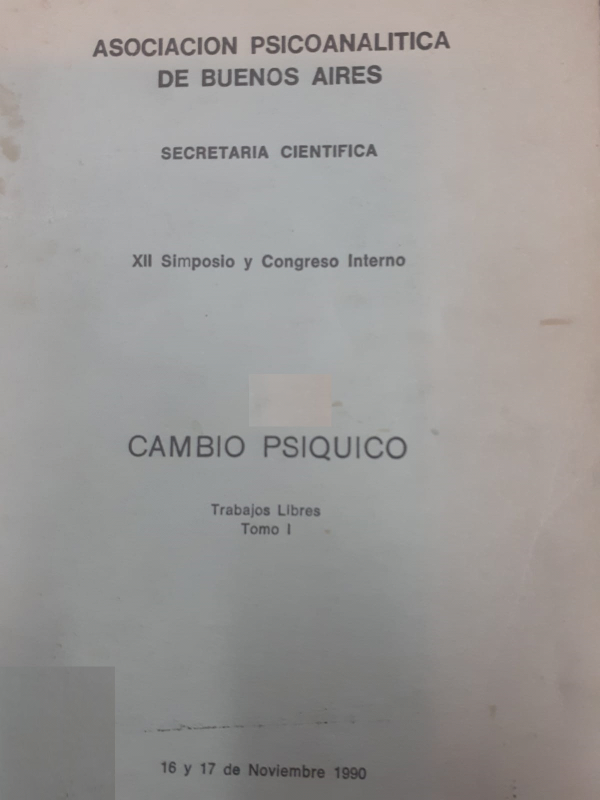 ASOCIACION PSICOANALITICA
DE BUENOS AIRES
SECRETARIA CIENTIFICA
XII Simposio y Congreso Interno
CAMBIO PSIQUICO
Trabajos Libres
Tomo I
16 y 17 de Noviembre 1990